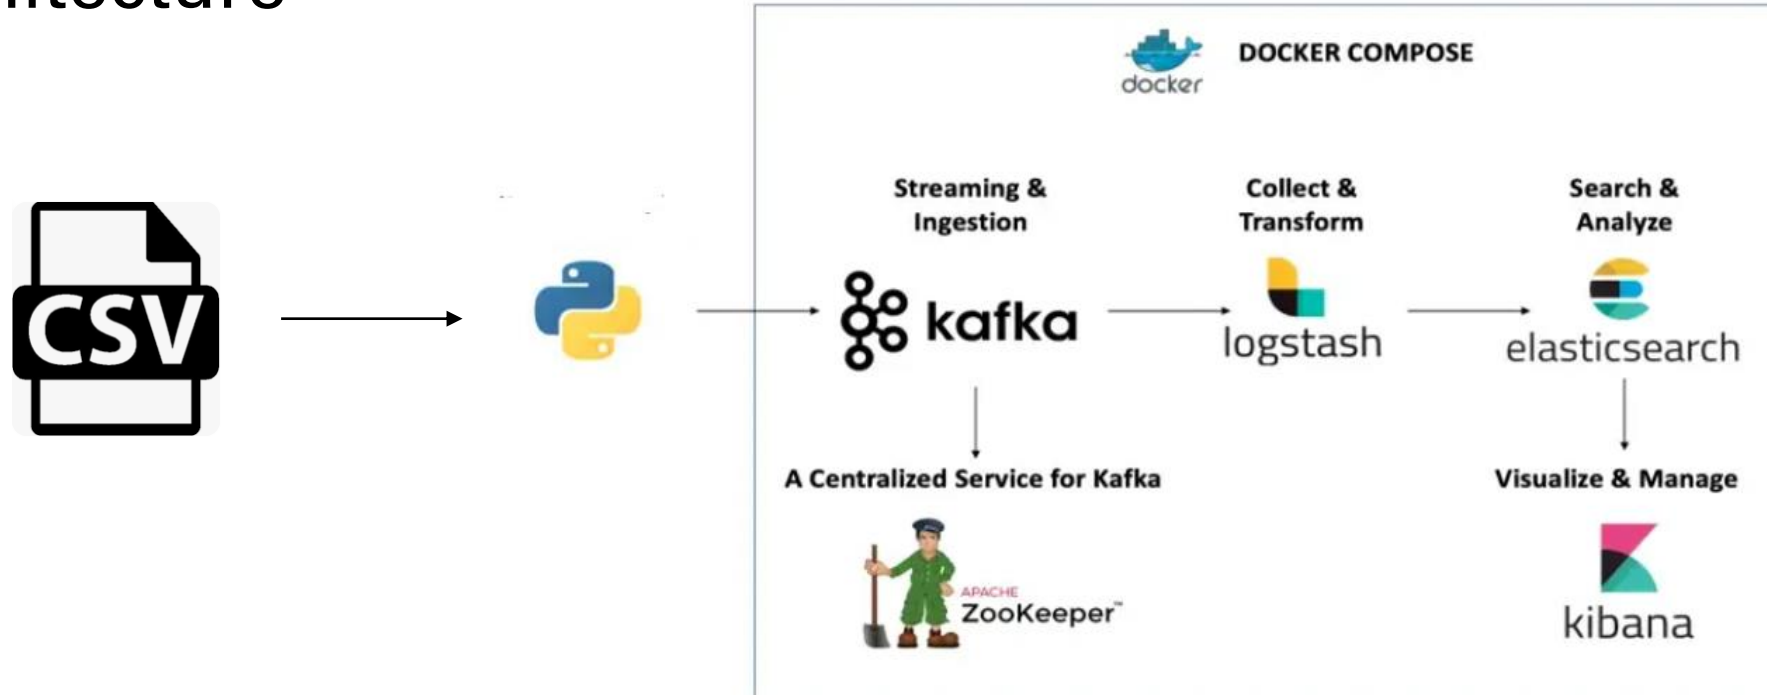 docker
DOCKER COMPOSE
Streaming &
Ingestion
Collect &
Transform
Search &
Analyze
CSV
kafka
logstash
elasticsearch
A Centralized Service for Kafka
Visualize & Manage
APACHE
ZooKeeper™
kibana